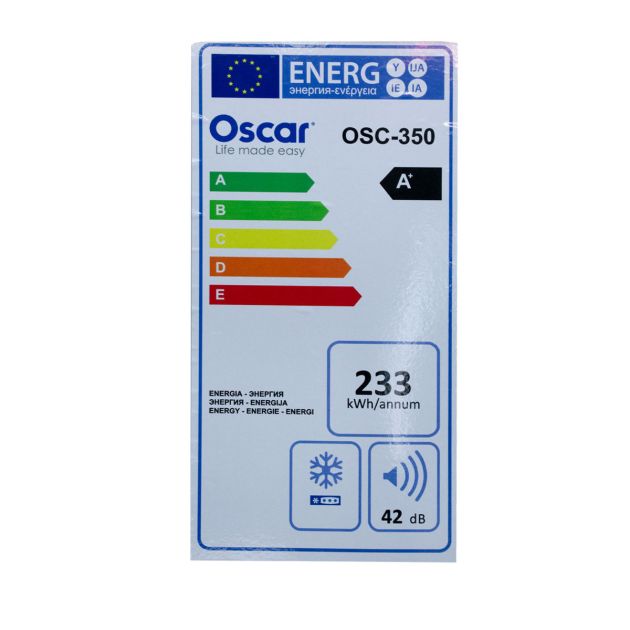 ENERG Y IJA
енергия·ενέργεια IE IA
Oscar®
Life made easy
OSC-350
A
A+
B
C
D
E
233
kWh/annum
ENERGIA - ЭНЕРГИЯ
ЭНЕРГИЯ - ENERGIJA
ENERGY - ENERGIE - ENERGI
42 dB